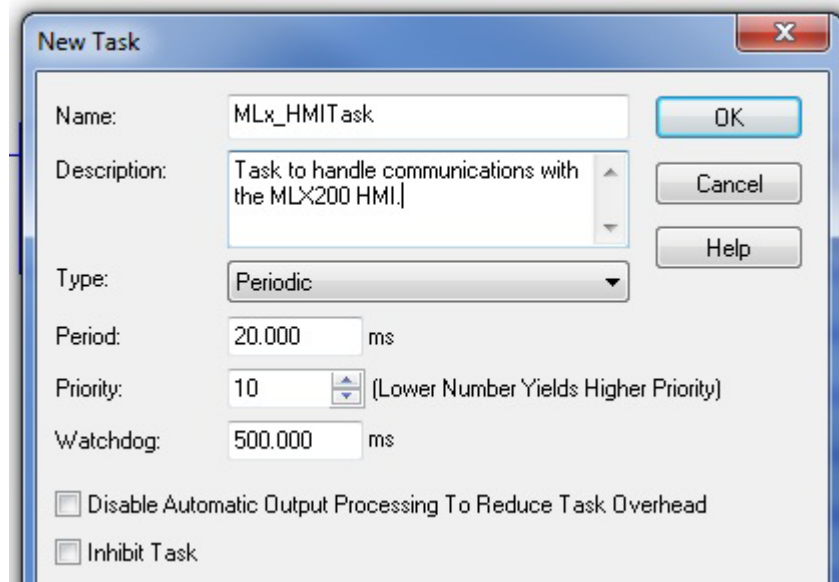 New Task
Name: MLx_HMITask OK
Description: Task to handle communications with
the MLX200 HMI. Cancel
Help
Type: Periodic
Period: 20.000 ms
Priority: 10 (Lower Number Yields Higher Priority)
Watchdog: 500.000 ms
Disable Automatic Output Processing To Reduce Task Overhead
Inhibit Task